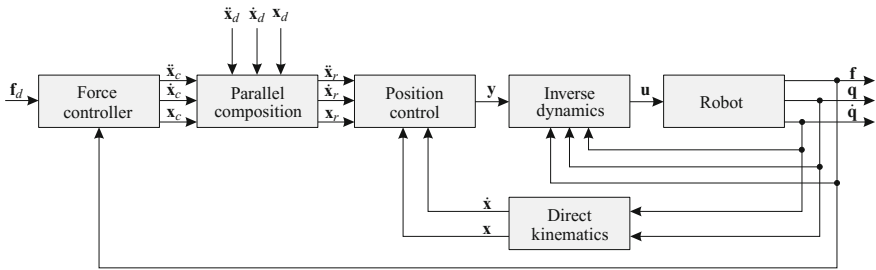 ẍ_d ẋ_d x_d
f_d
Force controller
ẍ_c
ẋ_c
x_c
Parallel composition
ẍ_r
ẋ_r
x_r
Position control
y
Inverse dynamics
u
Robot
f
q
q̇
ẋ
x
Direct kinematics